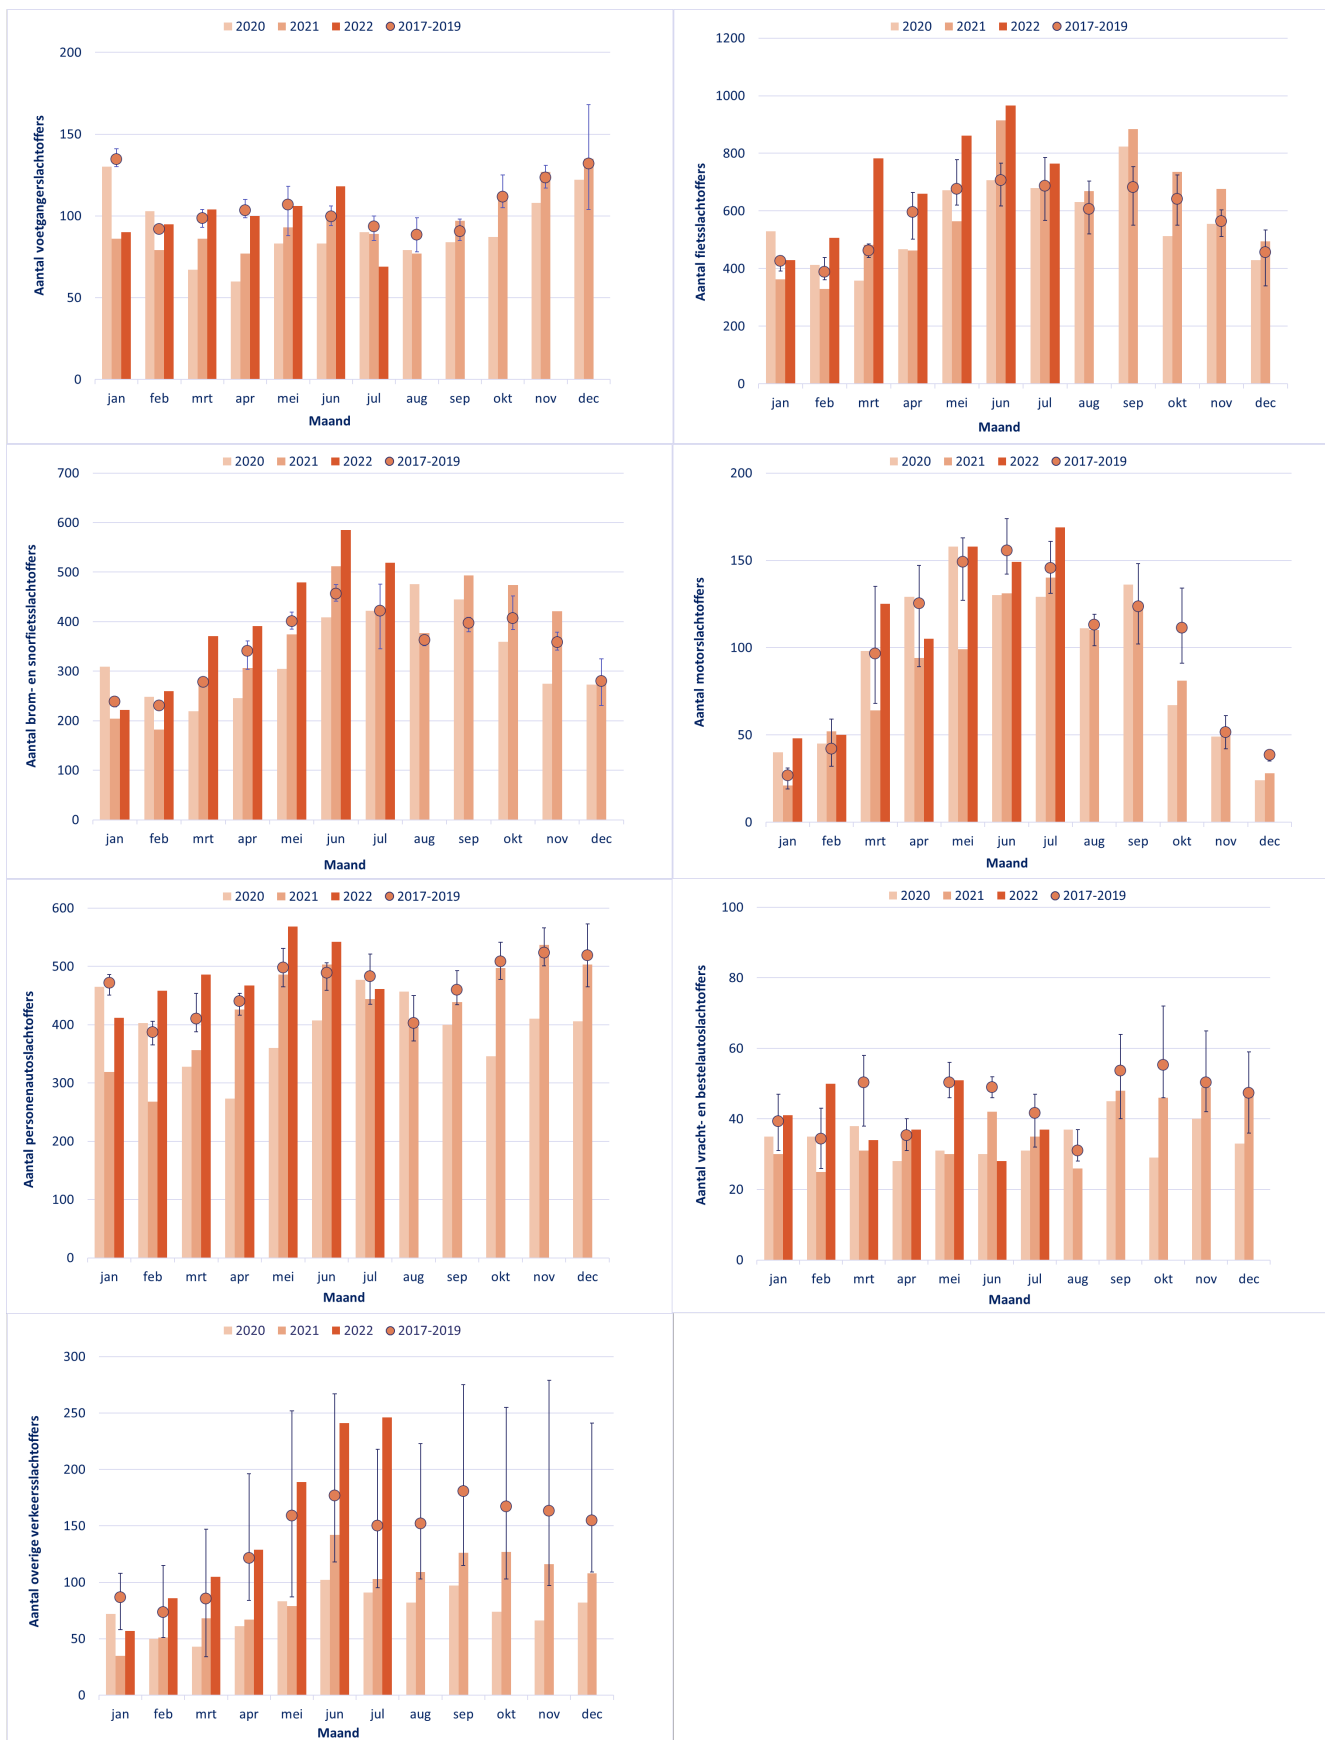 2020 2021 2022 2017-2019
200
150
100
50
0
Aantal voetgangerslachtoffers
jan feb mrt apr mei jun jul aug sep okt nov dec
Maand
2020 2021 2022 2017-2019
1200
1000
800
600
400
200
0
Aantal fietsslachtoffers
jan feb mrt apr mei jun jul aug sep okt nov dec
Maand
2020 2021 2022 2017-2019
700
600
500
400
300
200
100
0
Aantal brom- en snorfietsslachtoffers
jan feb mrt apr mei jun jul aug sep okt nov dec
Maand
2020 2021 2022 2017-2019
200
150
100
50
0
Aantal motorslachtoffers
jan feb mrt apr mei jun jul aug sep okt nov dec
Maand
2020 2021 2022 2017-2019
600
500
400
300
200
100
0
Aantal personenautoslachtoffers
jan feb mrt apr mei jun jul aug sep okt nov dec
Maand
2020 2021 2022 2017-2019
100
80
60
40
20
0
Aantal vracht- en bestelautoslachtoffers
jan feb mrt apr mei jun jul aug sep okt nov dec
Maand
2020 2021 2022 2017-2019
300
250
200
150
100
50
0
Aantal overige verkeersslachtoffers
jan feb mrt apr mei jun jul aug sep okt nov dec
Maand